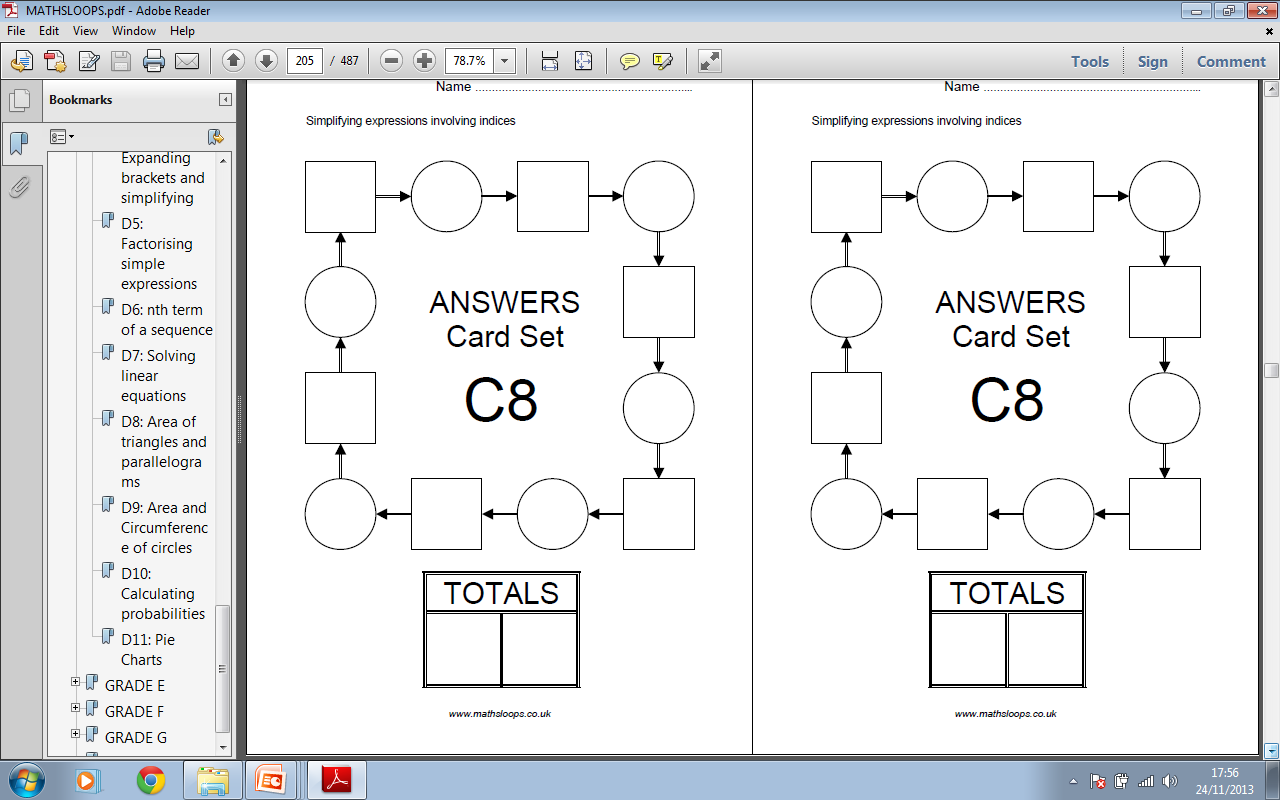 MATHSLOOPS.pdf - Adobe Reader
File Edit View Window Help
205 / 487 78.7% Tools Sign Comment
Bookmarks
Expanding
brackets and
simplifying
D5:
Factorising
simple
expressions
D6: nth term
of a sequence
D7: Solving
linear
equations
D8: Area of
triangles and
parallelogra
ms
D9: Area and
Circumferenc
e of circles
D10:
Calculating
probabilities
D11: Pie
Charts
GRADE E
GRADE F
GRADE G
Name ..............................................................
Simplifying expressions involving indices
ANSWERS
Card Set
C8
TOTALS
www.mathsloops.co.uk
Name ..............................................................
Simplifying expressions involving indices
ANSWERS
Card Set
C8
TOTALS
www.mathsloops.co.uk
17:56
24/11/2013